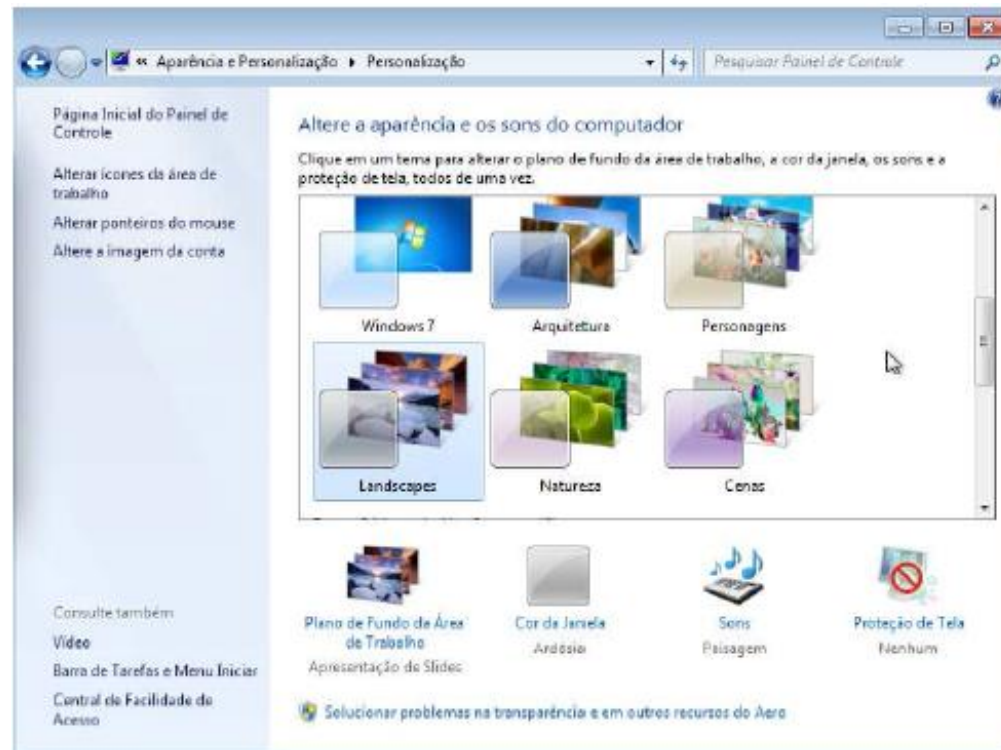 « Aparência e Personalização ▸ Personalização
Pesquisar Painel de Controle
Página Inicial do Painel de
Controle
Alterar ícones da área de
trabalho
Alterar ponteiros do mouse
Altere a imagem da conta
Altere a aparência e os sons do computador
Clique em um tema para alterar o plano de fundo da área de trabalho, a cor da janela, os sons e a
proteção de tela, todos de uma vez.
Windows 7
Arquitetura
Personagens
Landscapes
Natureza
Cenas
Plano de Fundo da Área
de Trabalho
Apresentação de Slides
Cor da Janela
Ardósia
Sons
Paisagem
Proteção de Tela
Nenhum
Consulte também
Vídeo
Barra de Tarefas e Menu Iniciar
Central de Facilidade de
Acesso
Solucionar problemas na transparência e em outros recursos do Aero